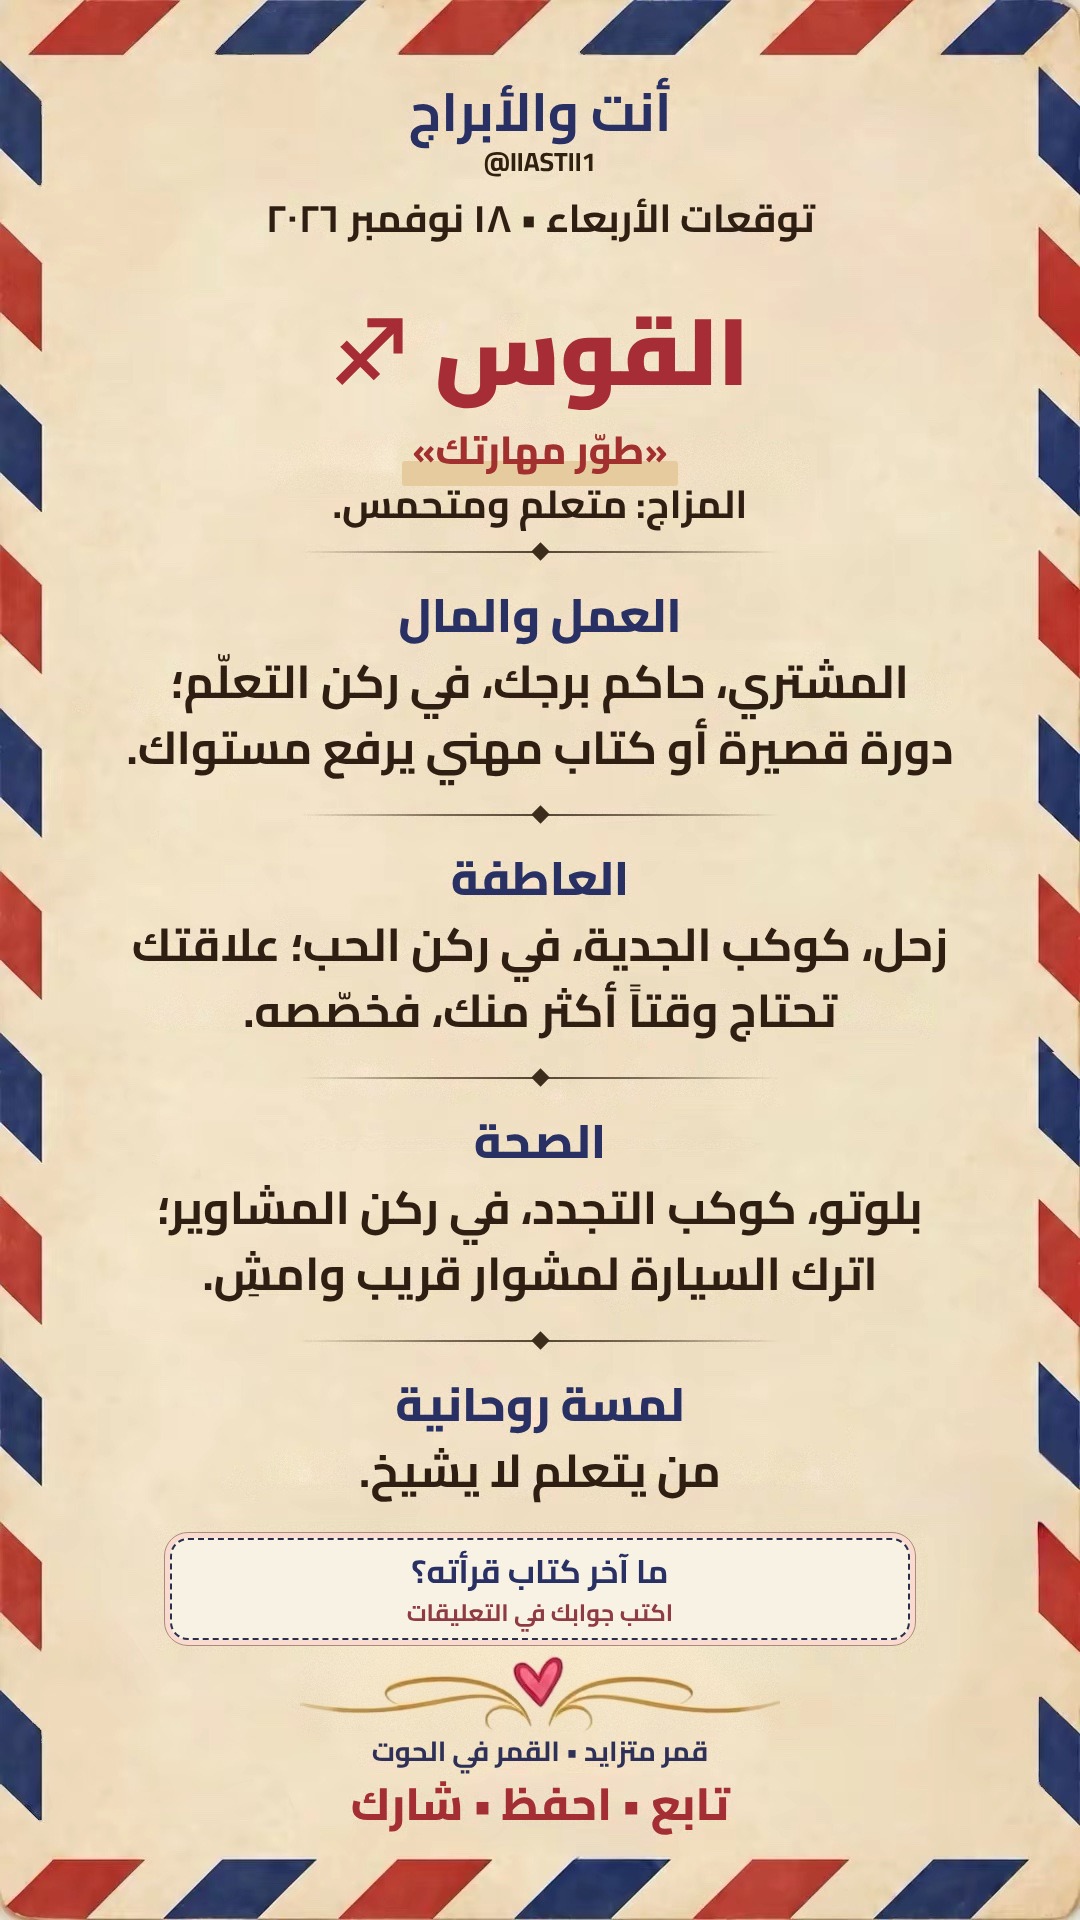 أنت والأبراج
@IIASTII1
توقعات الأربعاء ▪ ١٨ نوفمبر ٢٠٢٦
القوس ♐
«طوّر مهارتك»
المزاج: متعلم ومتحمس.
العمل والمال
المشتري، حاكم برجك، في ركن التعلّم؛
دورة قصيرة أو كتاب مهني يرفع مستواك.
العاطفة
زحل، كوكب الجدية، في ركن الحب؛ علاقتك
تحتاج وقتاً أكثر منك، فخصّصه.
الصحة
بلوتو، كوكب التجدد، في ركن المشاوير؛
اترك السيارة لمشوار قريب وامشِ.
لمسة روحانية
من يتعلم لا يشيخ.
ما آخر كتاب قرأته؟
اكتب جوابك في التعليقات
قمر متزايد ▪ القمر في الحوت
تابع ▪ احفظ ▪ شارك